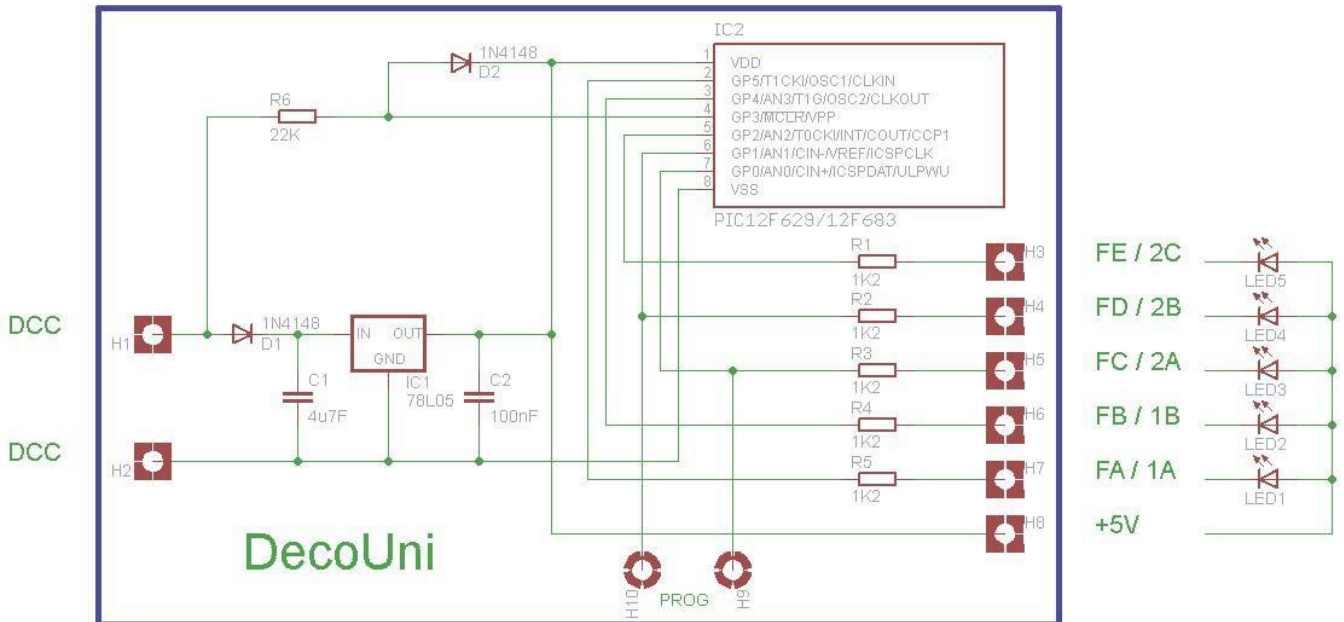 IC2
1N4148
D2
1 VDD
2 GP5/T1CKI/OSC1/CLKIN
3 GP4/AN3/T1G/OSC2/CLKOUT
4 GP3/MCLR/VPP
5 GP2/AN2/T0CKI/INT/COUT/CCP1
6 GP1/AN1/CIN-/VREF/ICSPCLK
7 GP0/AN0/CIN+/ICSPDAT/ULPWU
8 VSS
PIC12F629/12F683
R6
22K
R1
1K2
H3
FE / 2C
LED5
R2
1K2
H4
FD / 2B
LED4
R3
1K2
H5
FC / 2A
LED3
R4
1K2
H6
FB / 1B
LED2
R5
1K2
H7
FA / 1A
LED1
H8
+5V
DCC
H1
1N4148
D1
IN OUT
GND
IC1
78L05
C1
4u7F
C2
100nF
DCC
H2
DecoUni
H10
PROG
H9